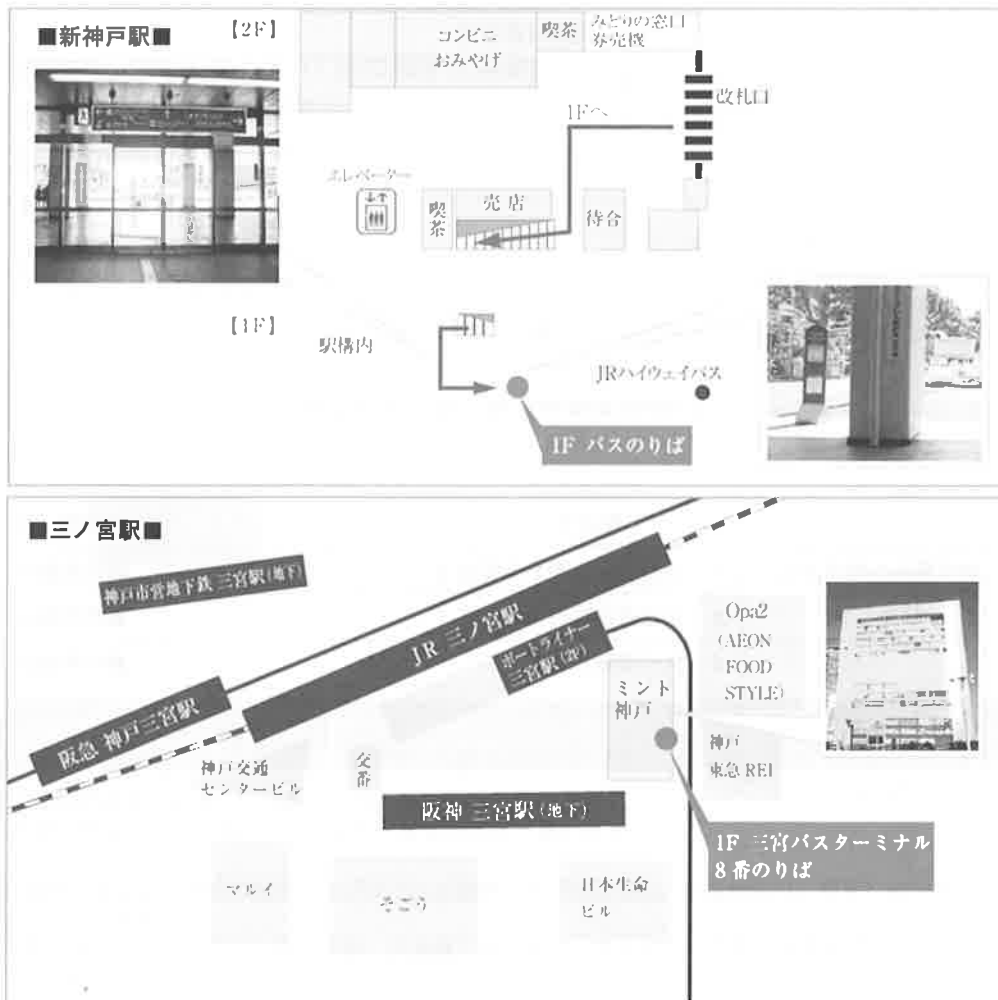 ■新神戸駅■
【2F】
コンビニ
おみやげ
喫茶
みどりの窓口
券売機
改札口
1Fへ
エレベーター
喫茶
売店
待合
【1F】
駅構内
JRハイウェイバス
1F バスのりば
■三ノ宮駅■
神戸市営地下鉄 三宮駅(地下)
JR 三ノ宮駅
ポートライナー
三宮駅(2F)
阪急 神戸三宮駅
Opa2
(AEON
FOOD
STYLE)
ミント
神戸
神戸
東急 REI
神戸交通
センタービル
交番
阪神 三宮駅(地下)
1F 三宮バスターミナル
8番のりば
マルイ
そごう
日本生命
ビル